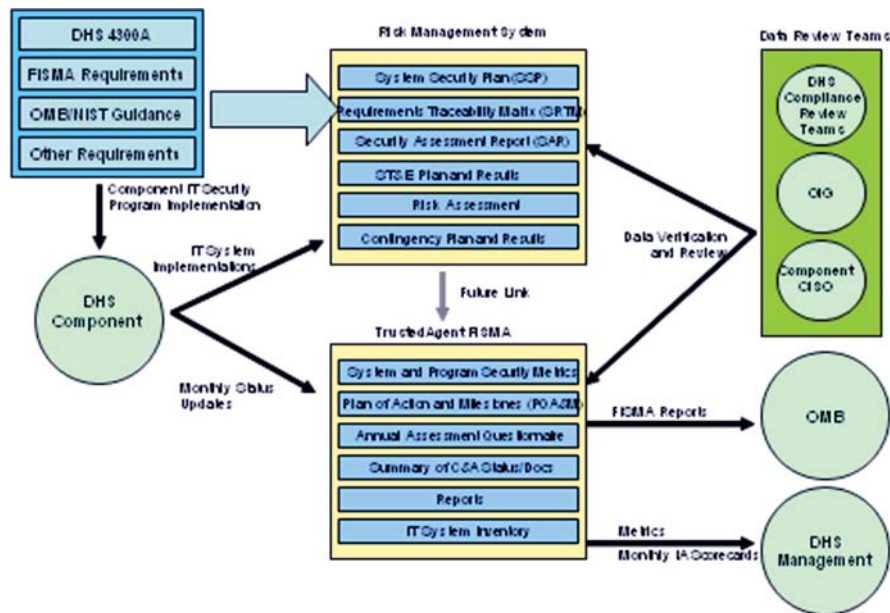 DHS 4300A
FISMA Requirements
OMB/NIST Guidance
Other Requirements
Component IT Security
Program Implementation
DHS
Component
IT System
Implementations
Monthly Status
Updates
Risk Management System
System Security Plan (SSP)
Requirements Traceability Matrix (SRTM)
Security Assessment Report (SAR)
ST&E Plan and Results
Risk Assessment
Contingency Plan and Results
Future Link
Trusted Agent FISMA
System and Program Security Metrics
Plan of Action and Milestones (POA&M)
Annual Assessment Questionnaire
Summary of C&A Status/Docs
Reports
IT System Inventory
Data Review Teams
DHS
Compliance
Review
Teams
OIG
Component
CISO
Data Verification
and Review
FISMA Reports
OMB
Metrics
Monthly IA Scorecards
DHS
Management